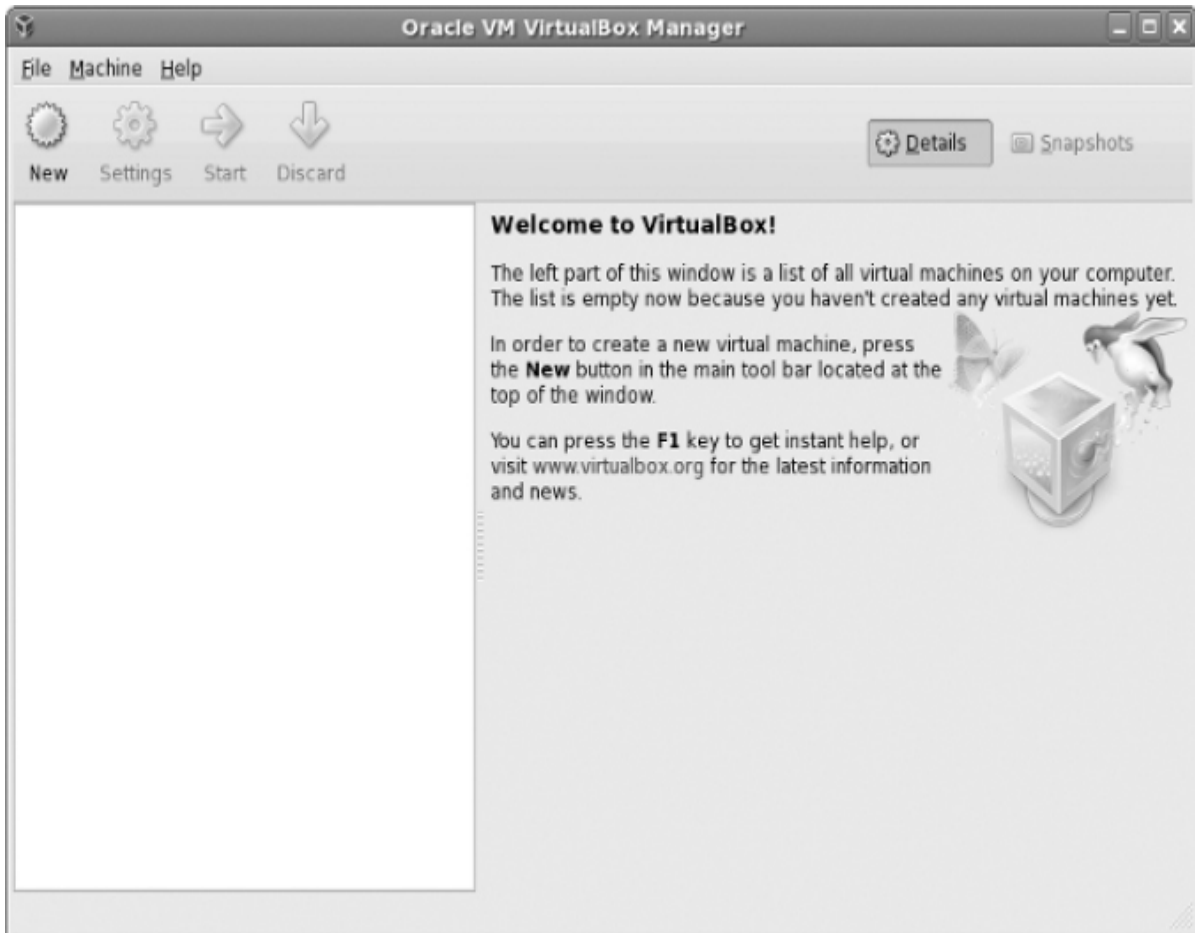 Oracle VM VirtualBox Manager
File Machine Help
New Settings Start Discard
Details Snapshots
Welcome to VirtualBox!
The left part of this window is a list of all virtual machines on your computer.
The list is empty now because you haven't created any virtual machines yet.
In order to create a new virtual machine, press
the New button in the main tool bar located at the
top of the window.
You can press the F1 key to get instant help, or
visit www.virtualbox.org for the latest information
and news.